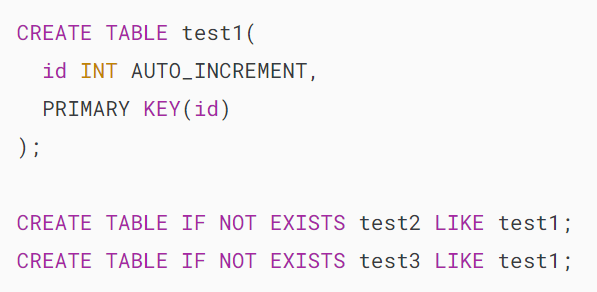 CREATE TABLE test1(
  id INT AUTO_INCREMENT,
  PRIMARY KEY(id)
);

CREATE TABLE IF NOT EXISTS test2 LIKE test1;
CREATE TABLE IF NOT EXISTS test3 LIKE test1;